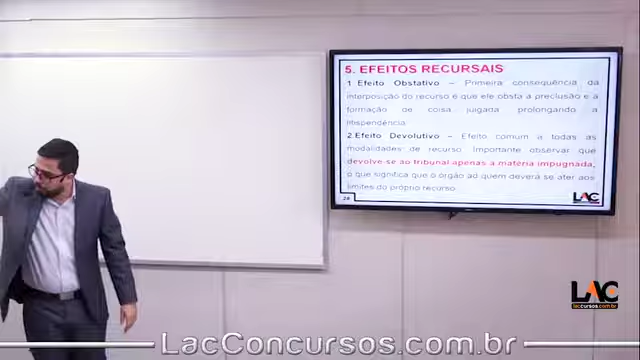 5. EFEITOS RECURSAIS
1 Efeito Obstativo – Primeira consequência da
interposição do recurso é que ele obsta a preclusão e a
formação de coisa julgada prolongando a
litispendência
2.Efeito Devolutivo – Efeito comum a todas as
modalidades de recurso. Importante observar que
devolve-se ao tribunal apenas a matéria impugnada,
o que significa que o órgão ad quem deverá se ater aos
limites do próprio recurso.
28
LAC
LAC
laccursos.com.br
LacConcursos.com.br